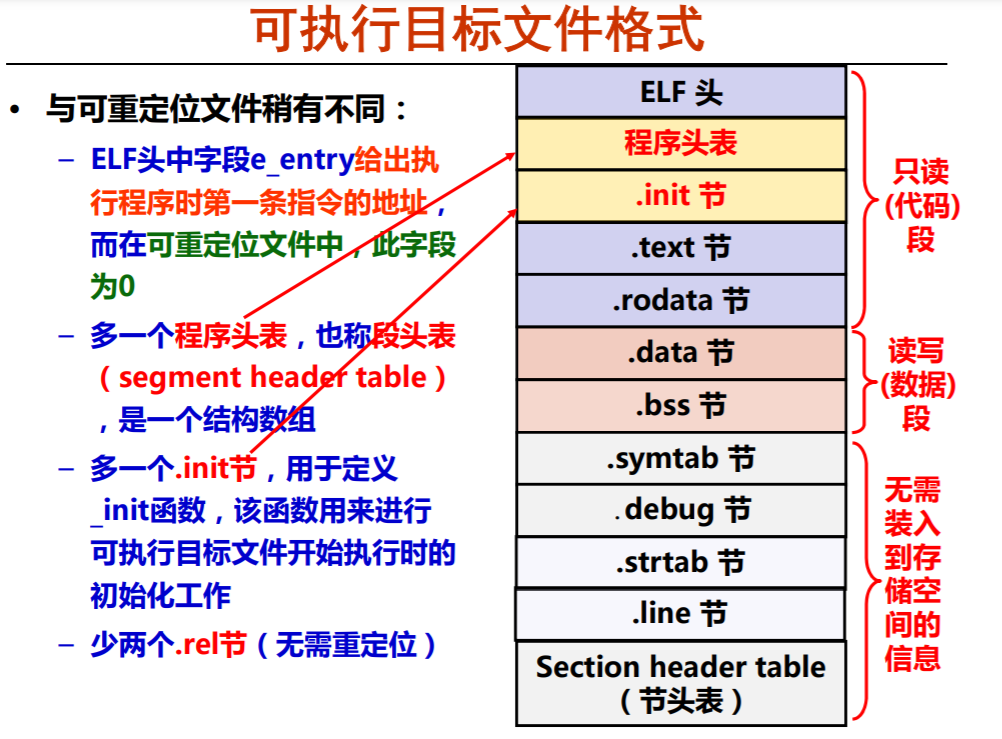 可执行目标文件格式
• 与可重定位文件稍有不同：
– ELF头中字段e_entry给出执
行程序时第一条指令的地址，
而在可重定位文件中，此字段
为0
– 多一个程序头表，也称段头表
（segment header table）
，是一个结构数组
– 多一个.init节，用于定义
_init函数，该函数用来进行
可执行目标文件开始执行时的
初始化工作
– 少两个.rel节（无需重定位）
ELF 头
程序头表
.init 节
.text 节
.rodata 节
.data 节
.bss 节
.symtab 节
.debug 节
.strtab 节
.line 节
Section header table
（节头表）
只读
(代码)
段
读写
(数据)
段
无需
装入
到存
储空
间的
信息